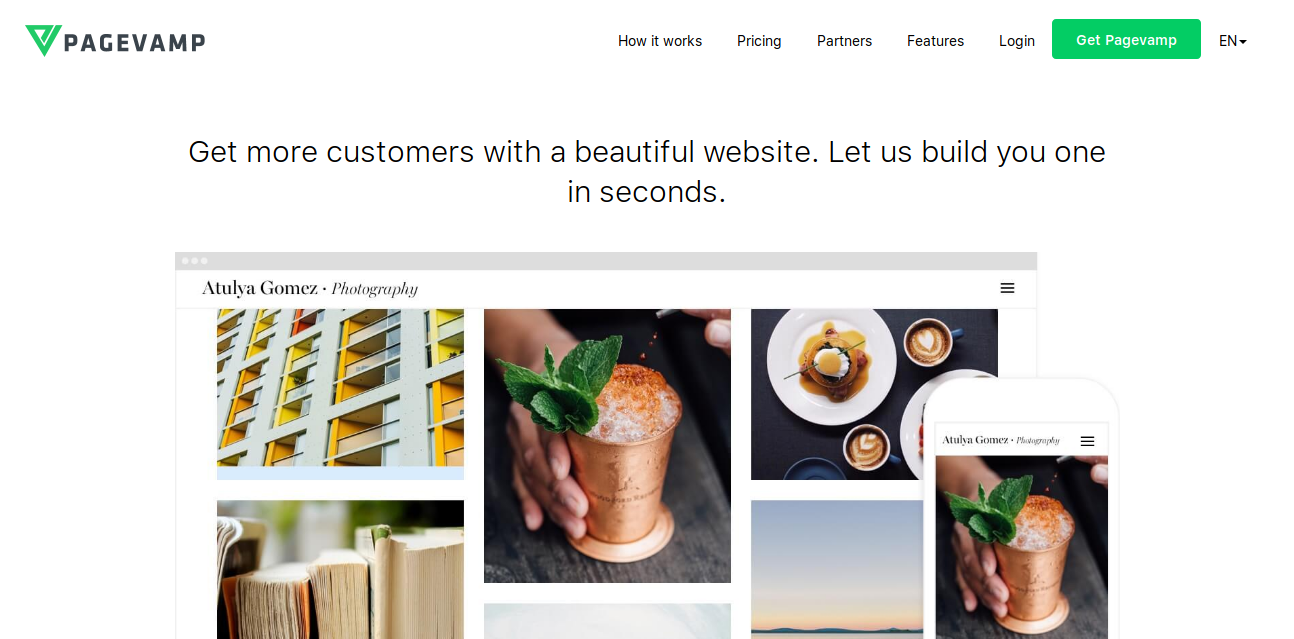 PAGEVAMP
How it works
Pricing
Partners
Features
Login
Get Pagevamp
EN
Get more customers with a beautiful website. Let us build you one
in seconds.
Atulya Gomez · Photography
Atulya Gomez · Photography